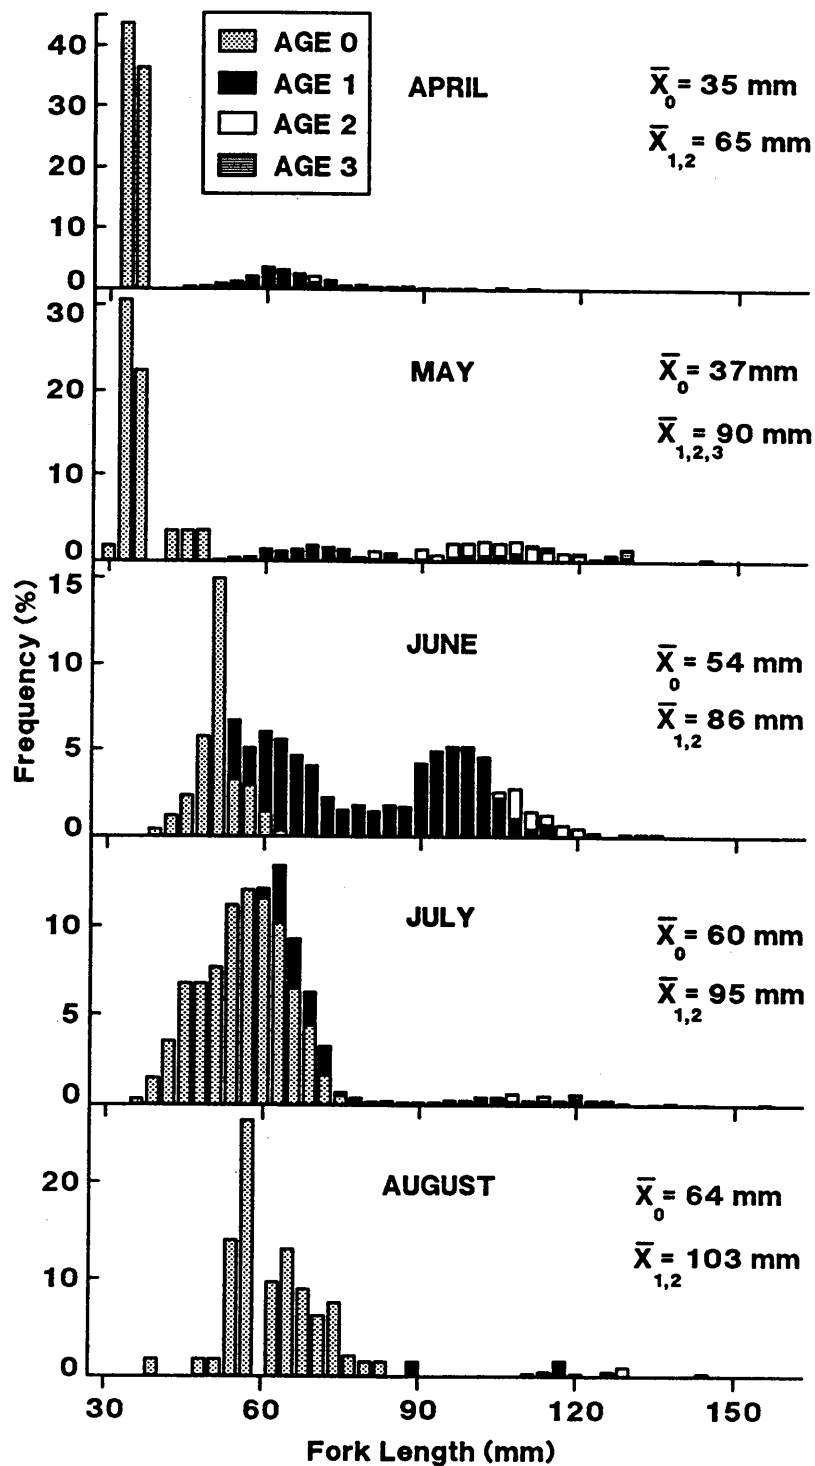 AGE 0
AGE 1
AGE 2
AGE 3
APRIL
X̄0= 35 mm
X̄1,2= 65 mm
40
30
20
10
0
MAY
X̄0= 37mm
X̄1,2,3= 90 mm
30
20
10
0
JUNE
X̄0= 54 mm
X̄1,2= 86 mm
15
10
5
0
JULY
X̄0= 60 mm
X̄1,2= 95 mm
10
5
0
AUGUST
X̄0= 64 mm
X̄1,2= 103 mm
20
10
0
30 60 90 120 150
Fork Length (mm)
Frequency (%)